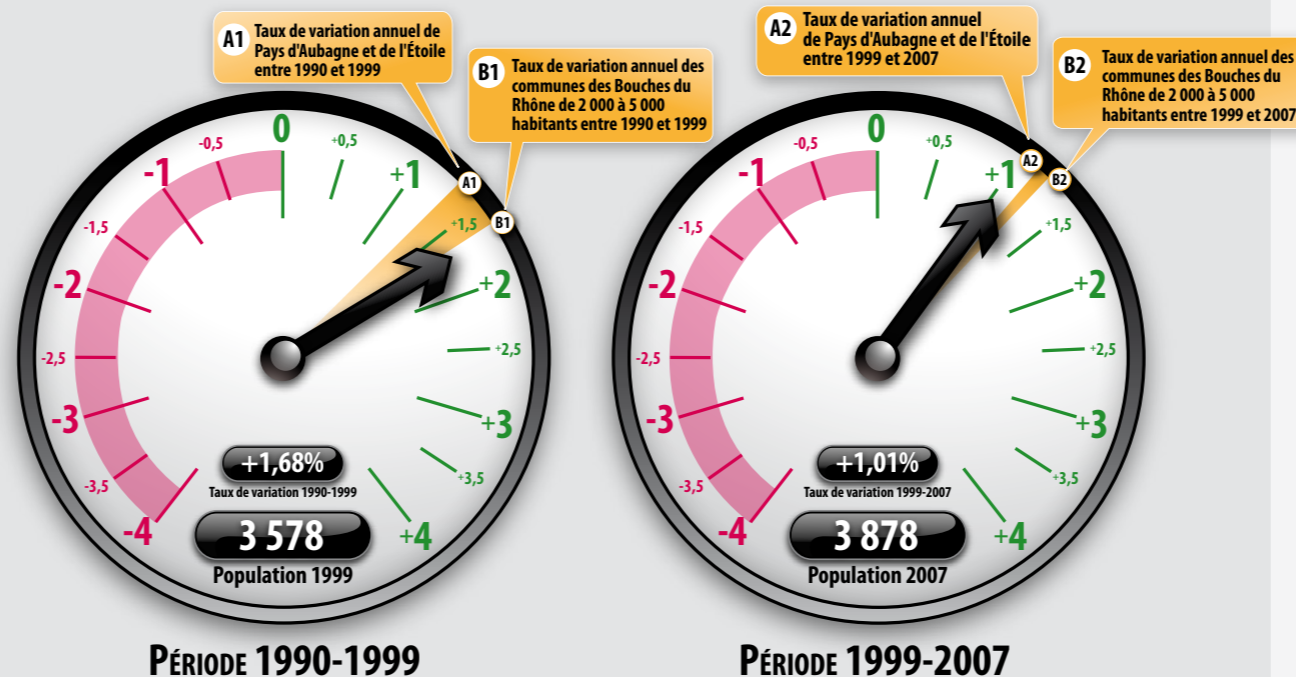 A1
Taux de variation annuel de
Pays d'Aubagne et de l'Étoile
entre 1990 et 1999
B1
Taux de variation annuel des
communes des Bouches du
Rhône de 2 000 à 5 000
habitants entre 1990 et 1999
0
-0,5
+0,5
-1
+1
A1
B1
-1,5
+1,5
-2
+2
-2,5
+2,5
-3
+3
-3,5
+3,5
-4
+4
+1,68%
Taux de variation 1990-1999
3 578
Population 1999
PÉRIODE 1990-1999
A2
Taux de variation annuel
de Pays d'Aubagne et de l'Étoile
entre 1999 et 2007
B2
Taux de variation annuel des
communes des Bouches du
Rhône de 2 000 à 5 000
habitants entre 1999 et 2007
0
-0,5
+0,5
-1
+1
A2
B2
-1,5
+1,5
-2
+2
-2,5
+2,5
-3
+3
-3,5
+3,5
-4
+4
+1,01%
Taux de variation 1999-2007
3 878
Population 2007
PÉRIODE 1999-2007